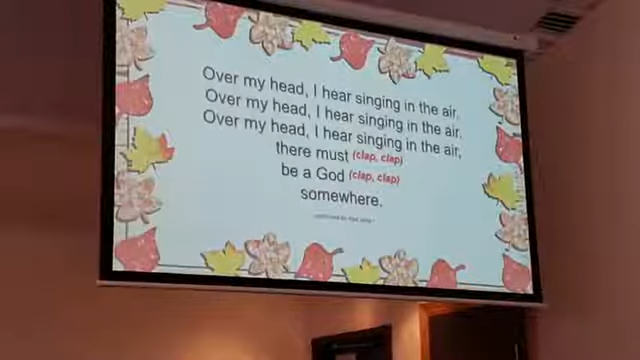 Over my head, I hear singing in the air.
Over my head, I hear singing in the air.
Over my head, I hear singing in the air,
there must (clap, clap)
be a God (clap, clap)
somewhere.